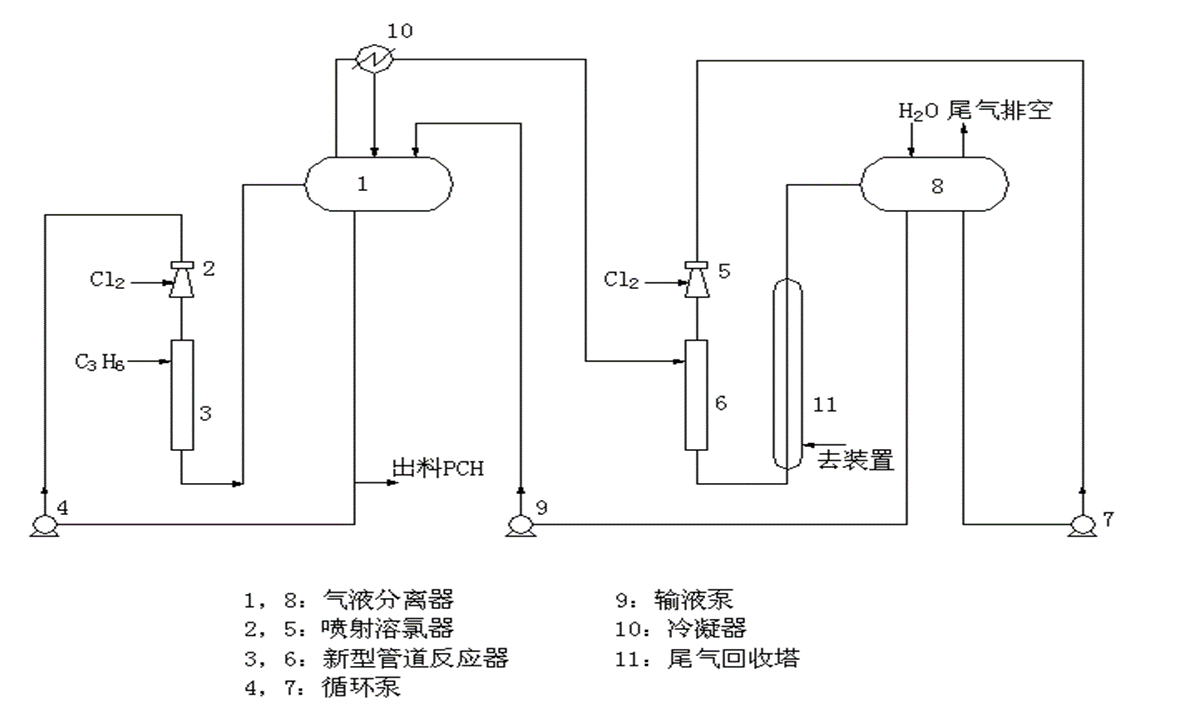 10
H₂O 尾气排空
1
8
2
5
Cl₂
Cl₂
C₃H₆
3
6
11
去装置
出料PCH
4
9
7
1, 8: 气液分离器
9: 输液泵
2, 5: 喷射溶氯器
10: 冷凝器
3, 6: 新型管道反应器
11: 尾气回收塔
4, 7: 循环泵